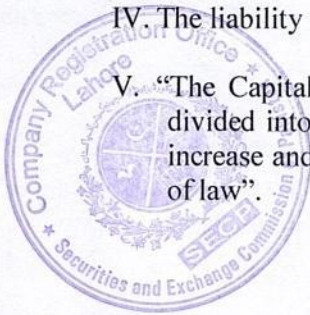 IV. The liability
V. “The Capital
divided into
increase and
of law”.
Company Registration Office
Lahore
SECP
Securities and Exchange Commission